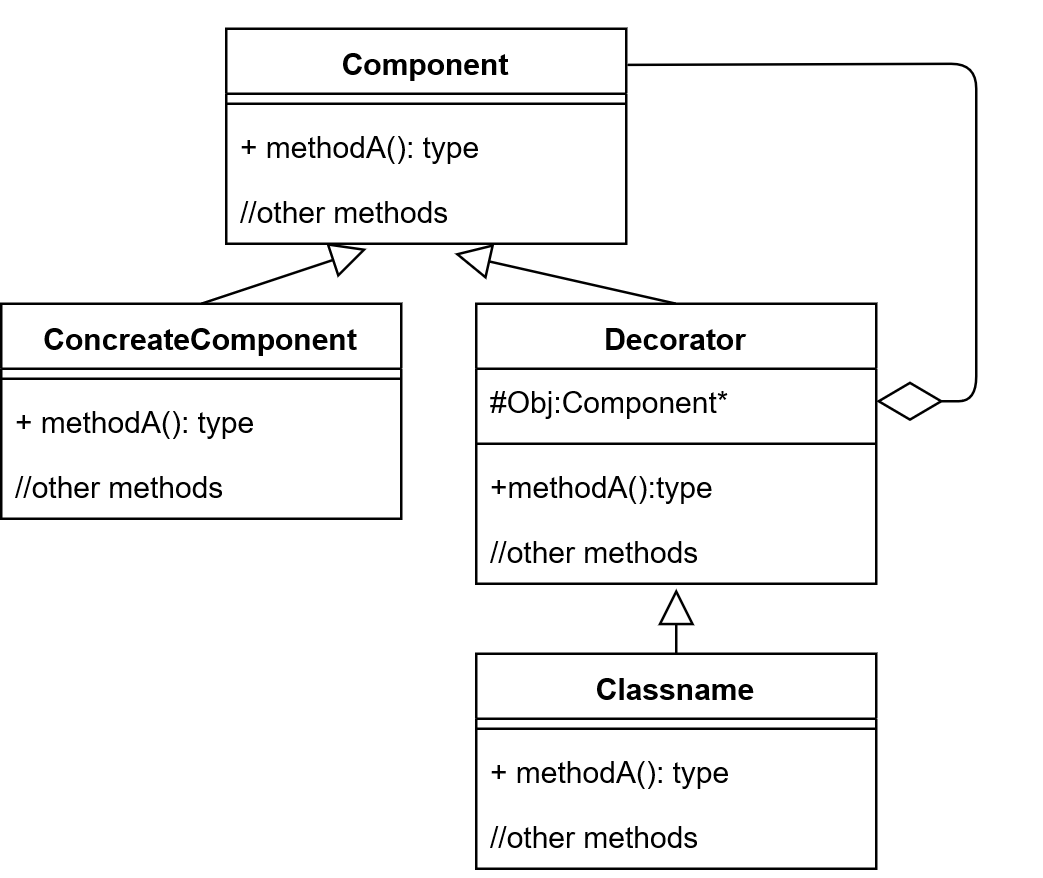 Component
+ methodA(): type
//other methods
ConcreateComponent
+ methodA(): type
//other methods
Decorator
#Obj:Component*
+methodA():type
//other methods
Classname
+ methodA(): type
//other methods